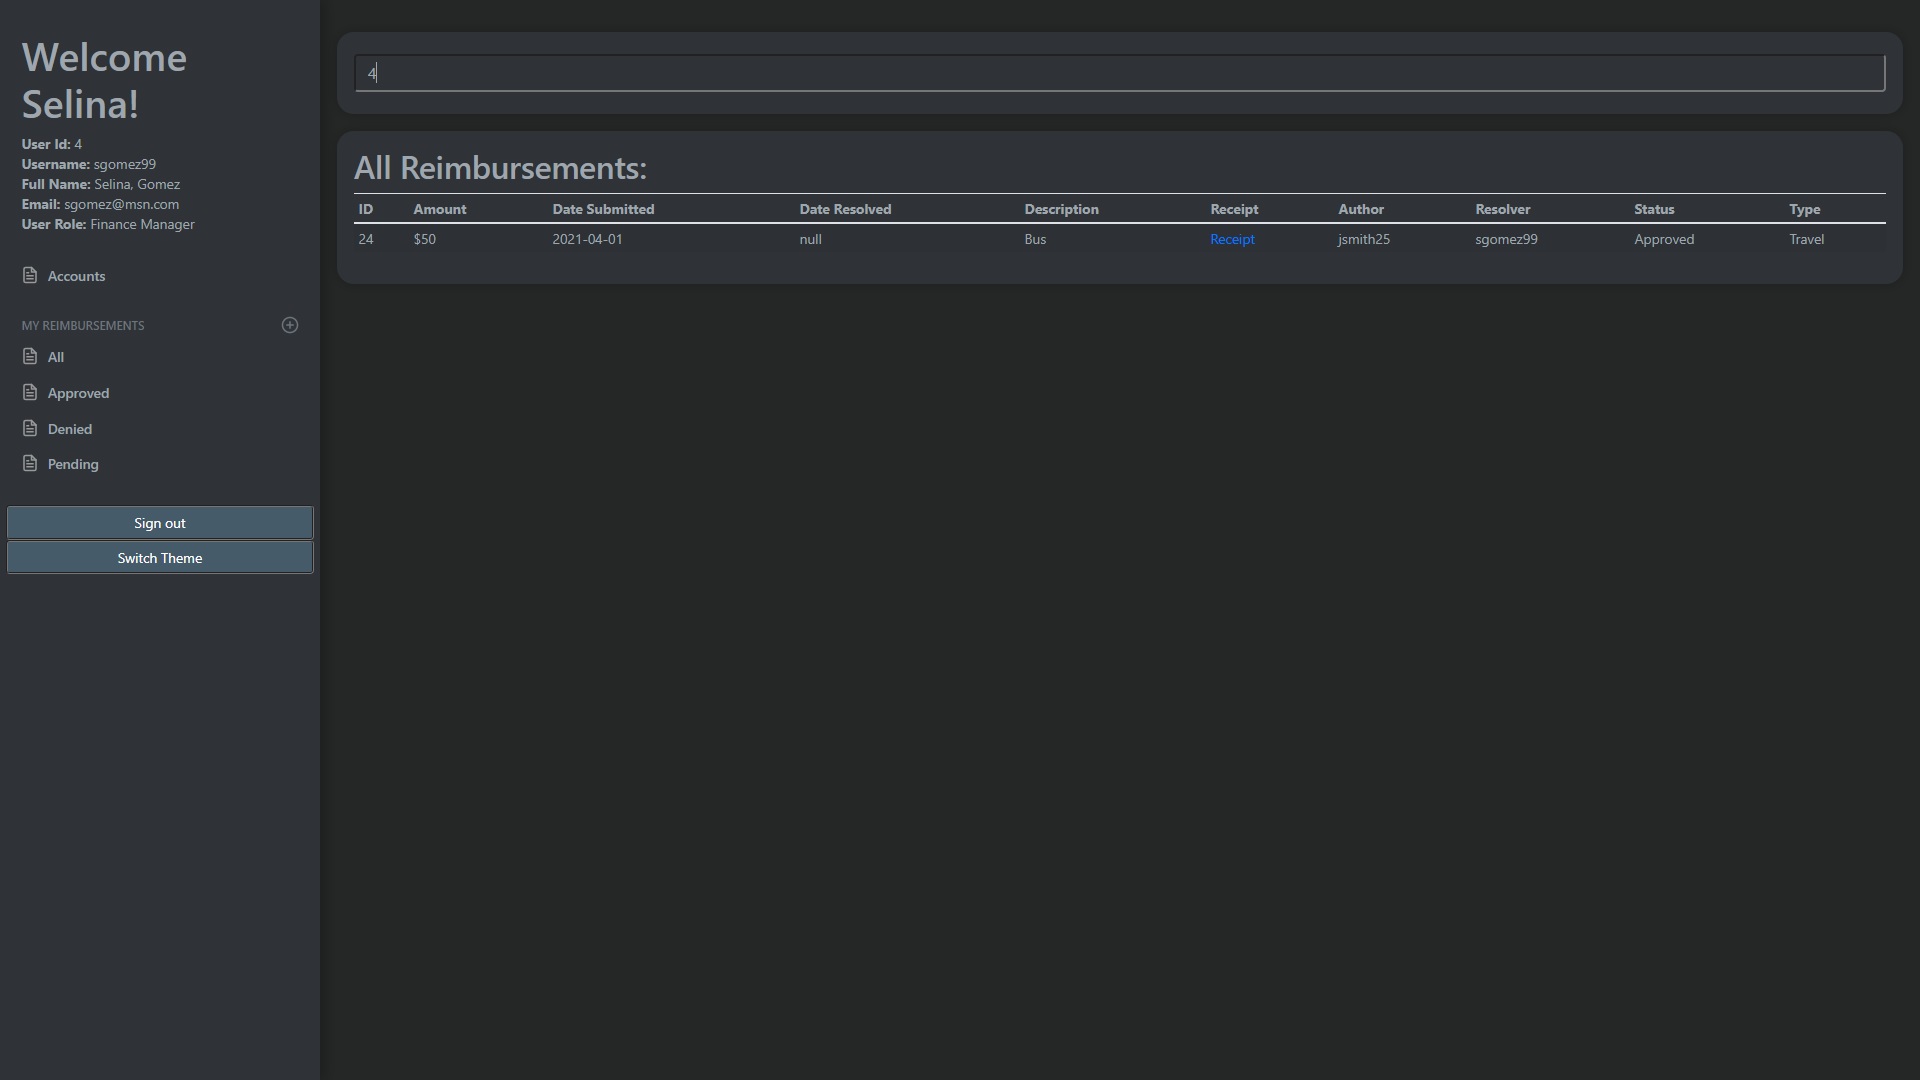 Welcome
Selina!
User Id: 4
Username: sgomez99
Full Name: Selina, Gomez
Email: sgomez@msn.com
User Role: Finance Manager
Accounts
MY REIMBURSEMENTS
All
Approved
Denied
Pending
Sign out
Switch Theme
4
All Reimbursements:
ID Amount Date Submitted Date Resolved Description Receipt Author Resolver Status Type
24 $50 2021-04-01 null Bus Receipt jsmith25 sgomez99 Approved Travel